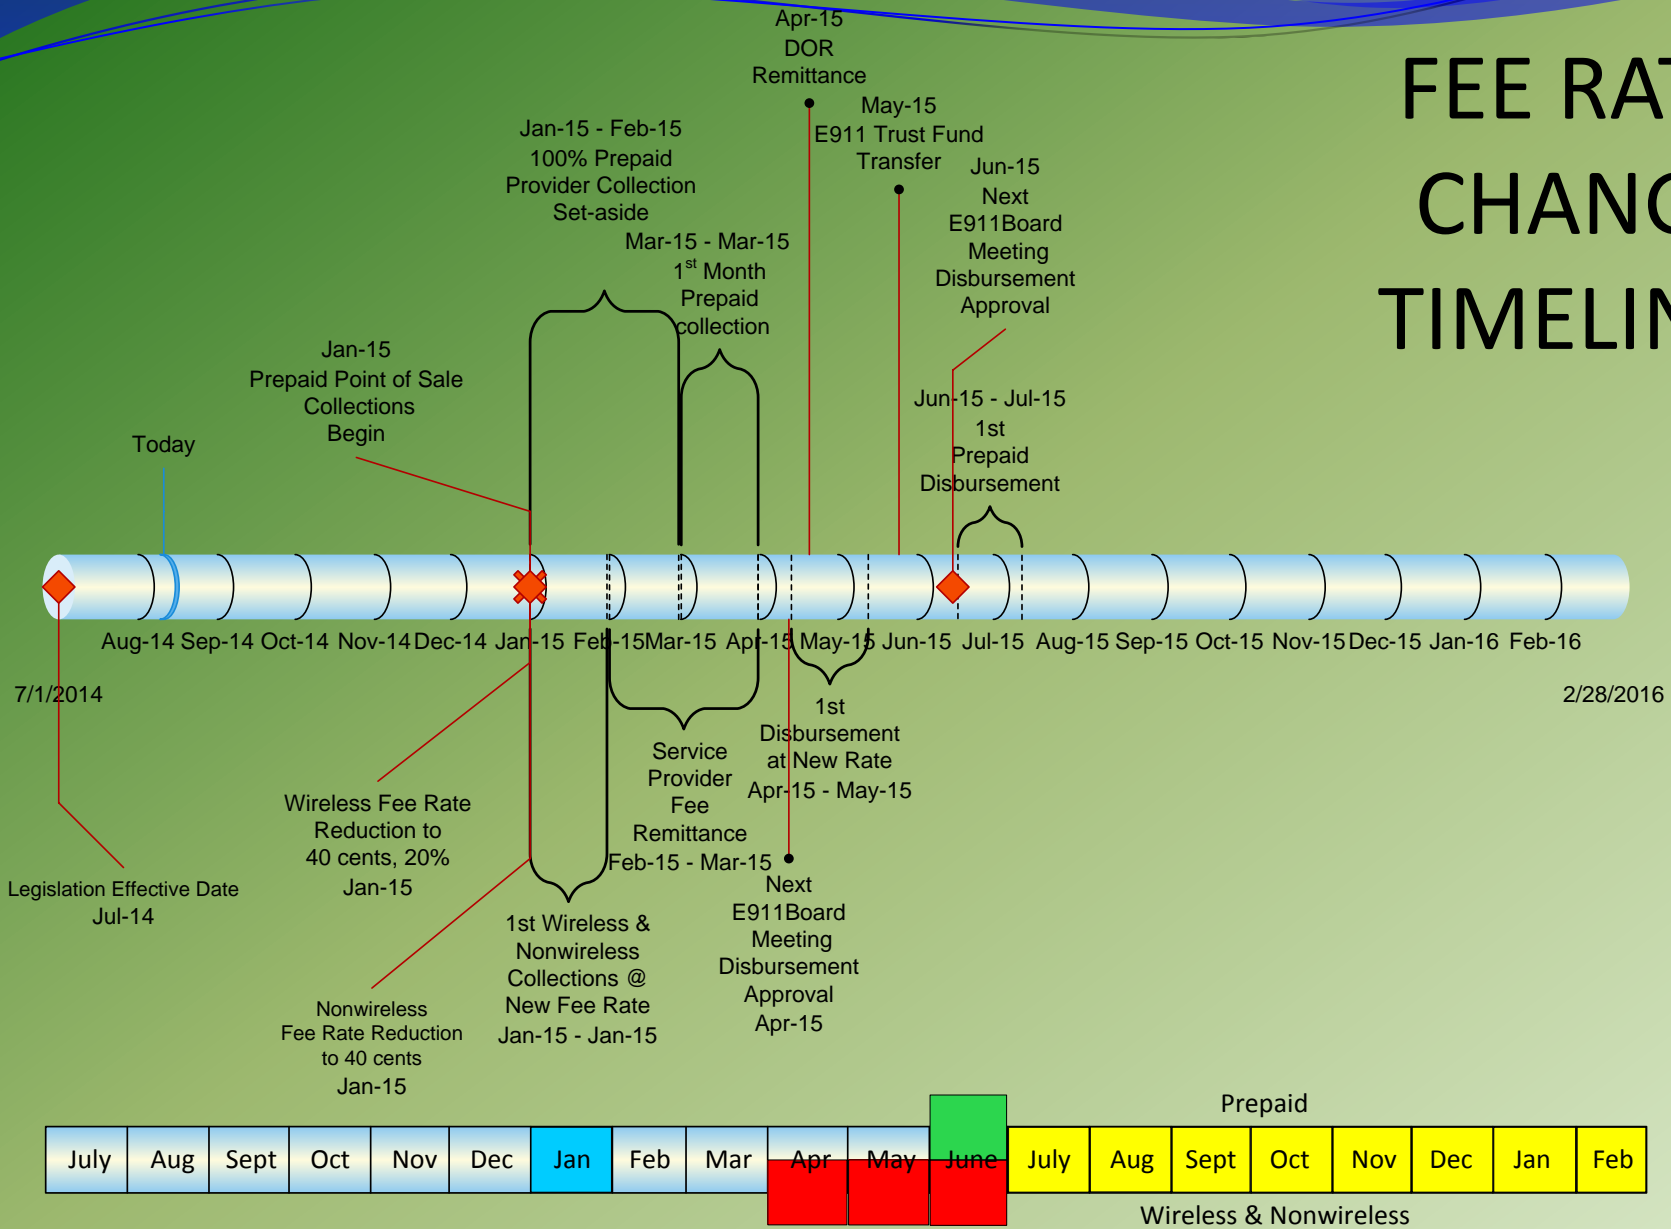 FEE RAT
CHANG
TIMELIN
Apr-15
DOR
Remittance
May-15
E911 Trust Fund
Transfer
Jan-15 - Feb-15
100% Prepaid
Provider Collection
Set-aside
Jun-15
Next
E911Board
Meeting
Disbursement
Approval
Mar-15 - Mar-15
1st Month
Prepaid
collection
Jan-15
Prepaid Point of Sale
Collections
Begin
Jun-15 - Jul-15
1st
Prepaid
Disbursement
Today
Aug-14 Sep-14 Oct-14 Nov-14 Dec-14 Jan-15 Feb-15 Mar-15 Apr-15 May-15 Jun-15 Jul-15 Aug-15 Sep-15 Oct-15 Nov-15 Dec-15 Jan-16 Feb-16
7/1/2014
2/28/2016
Legislation Effective Date
Jul-14
Wireless Fee Rate
Reduction to
40 cents, 20%
Jan-15
Nonwireless
Fee Rate Reduction
to 40 cents
Jan-15
1st Wireless &
Nonwireless
Collections @
New Fee Rate
Jan-15 - Jan-15
Service
Provider
Fee
Remittance
Feb-15 - Mar-15
1st
Disbursement
at New Rate
Apr-15 - May-15
Next
E911Board
Meeting
Disbursement
Approval
Apr-15
Prepaid
July Aug Sept Oct Nov Dec Jan Feb Mar Apr May June July Aug Sept Oct Nov Dec Jan Feb
Wireless & Nonwireless